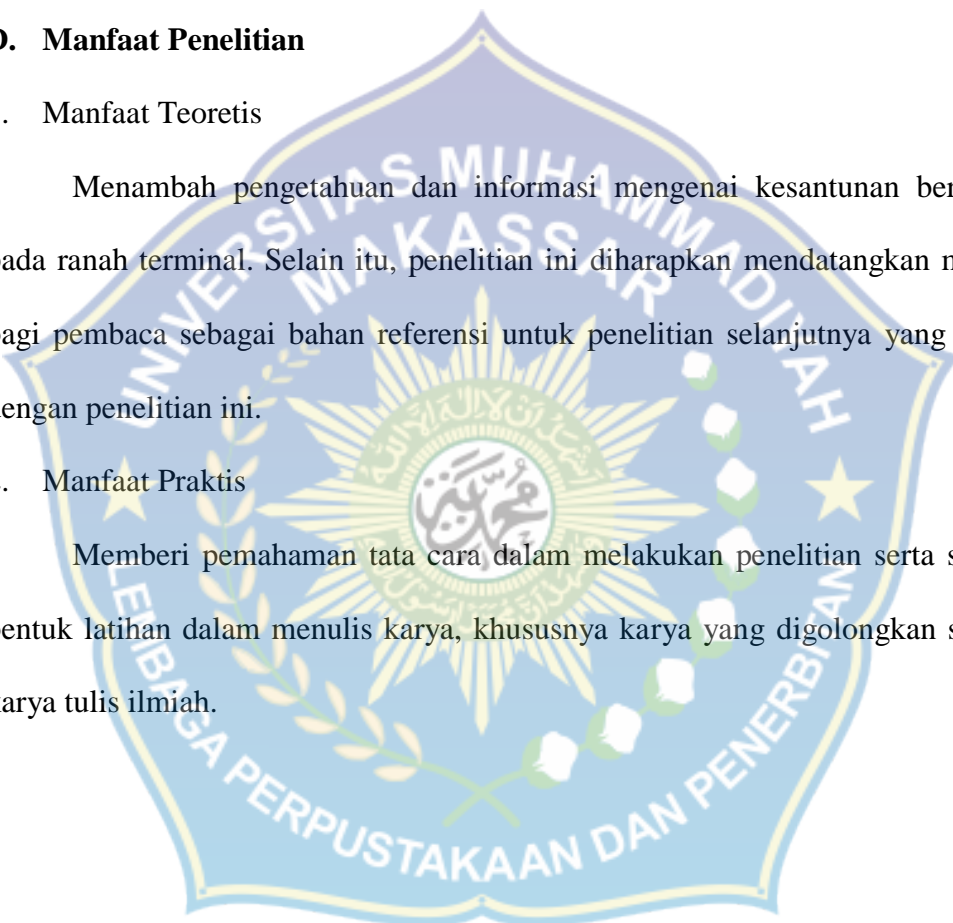 D. Manfaat Penelitian
. Manfaat Teoretis
Menambah pengetahuan dan informasi mengenai kesantunan ber
pada ranah terminal. Selain itu, penelitian ini diharapkan mendatangkan m
bagi pembaca sebagai bahan referensi untuk penelitian selanjutnya yang
dengan penelitian ini.
. Manfaat Praktis
Memberi pemahaman tata cara dalam melakukan penelitian serta s
bentuk latihan dalam menulis karya, khususnya karya yang digolongkan s
karya tulis ilmiah.
UNIVERSITAS MUHAMMADIYAH
MAKASSAR
محمدية
LEMBAGA PERPUSTAKAAN DAN PENERBITAN